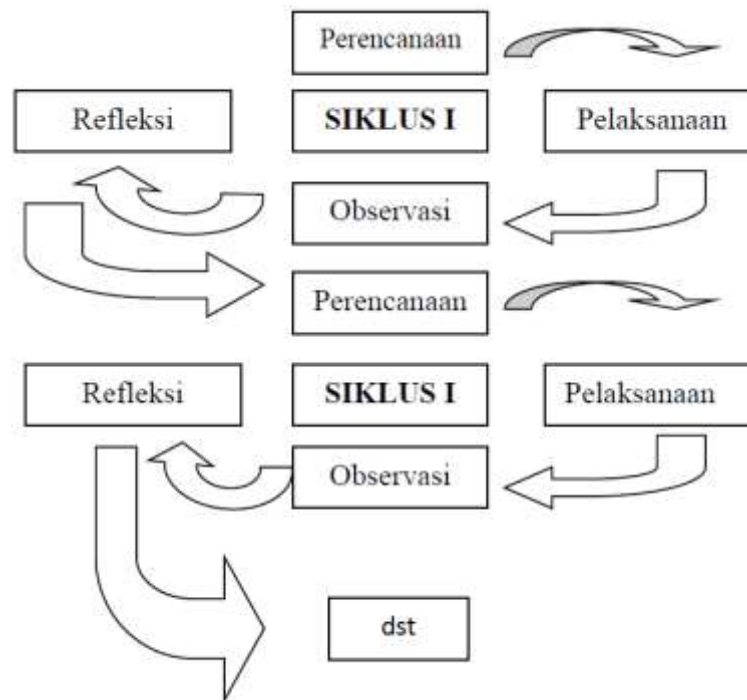 Perencanaan
Refleksi
SIKLUS I
Pelaksanaan
Observasi
Perencanaan
Refleksi
SIKLUS I
Pelaksanaan
Observasi
dst